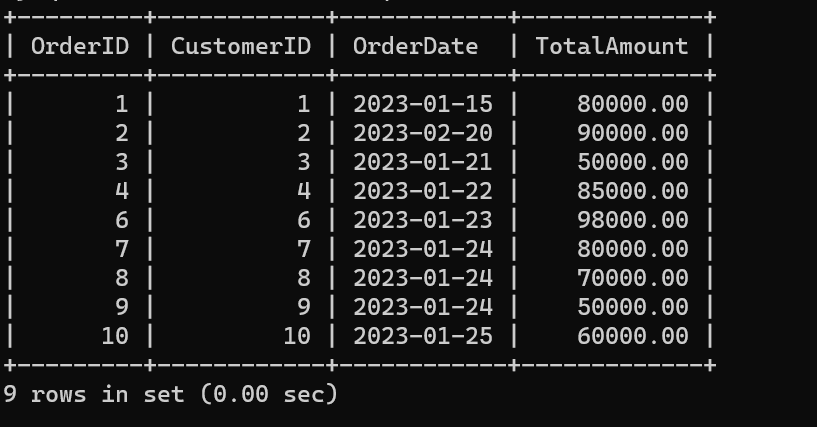 +---------+------------+------------+-------------+
| OrderID | CustomerID | OrderDate  | TotalAmount |
+---------+------------+------------+-------------+
|       1 |          1 | 2023-01-15 |    80000.00 |
|       2 |          2 | 2023-02-20 |    90000.00 |
|       3 |          3 | 2023-01-21 |    50000.00 |
|       4 |          4 | 2023-01-22 |    85000.00 |
|       6 |          6 | 2023-01-23 |    98000.00 |
|       7 |          7 | 2023-01-24 |    80000.00 |
|       8 |          8 | 2023-01-24 |    70000.00 |
|       9 |          9 | 2023-01-24 |    50000.00 |
|      10 |         10 | 2023-01-25 |    60000.00 |
+---------+------------+------------+-------------+
9 rows in set (0.00 sec)